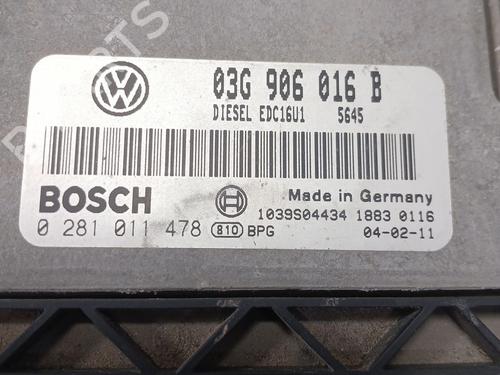 03G 906 016 B
DIESEL EDC16U1 5645
BOSCH
Made in Germany
1039S04434 1883 0116
0 281 011 478 810 BPG 04-02-11